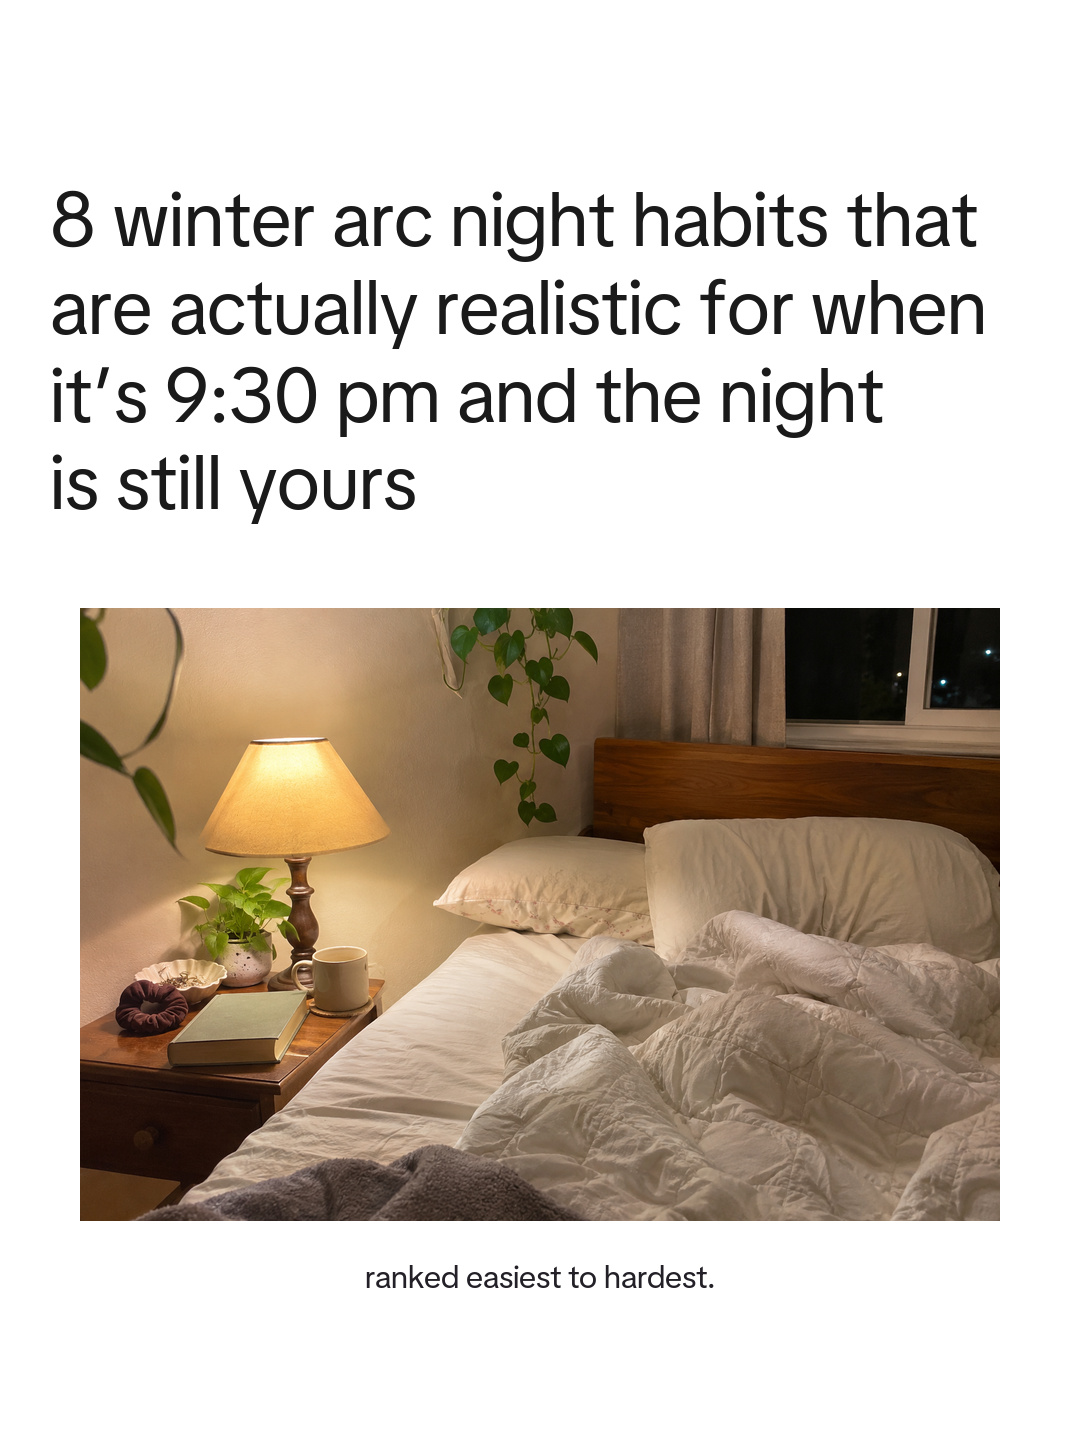 8 winter arc night habits that
are actually realistic for when
it’s 9:30 pm and the night
is still yours
ranked easiest to hardest.